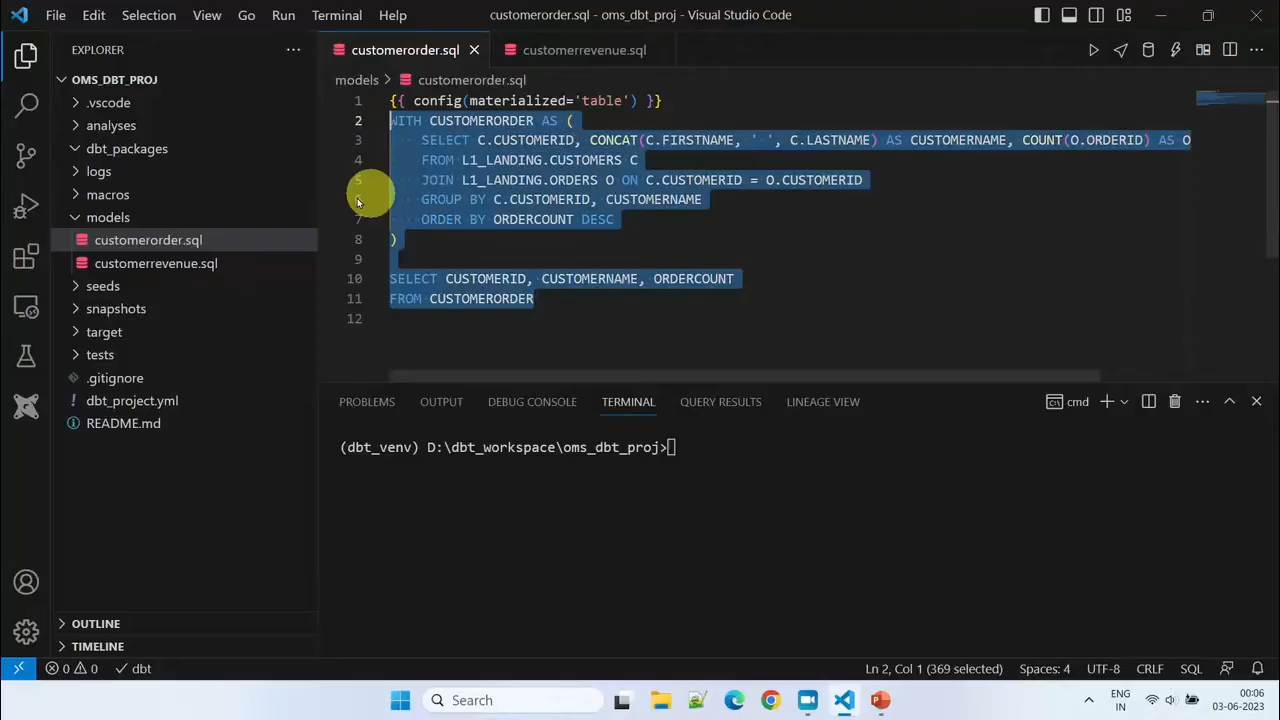 File Edit Selection View Go Run Terminal Help
customerorder.sql - oms_dbt_proj - Visual Studio Code
EXPLORER
OMS_DBT_PROJ
.vscode
analyses
dbt_packages
logs
macros
models
customerorder.sql
customerrevenue.sql
seeds
snapshots
target
tests
.gitignore
dbt_project.yml
README.md
OUTLINE
TIMELINE
customerorder.sql customerrevenue.sql
models > customerorder.sql
1 {{ config(materialized='table') }}
2 WITH CUSTOMERORDER AS (
3 SELECT C.CUSTOMERID, CONCAT(C.FIRSTNAME, ' ', C.LASTNAME) AS CUSTOMERNAME, COUNT(O.ORDERID) AS O
4 FROM L1_LANDING.CUSTOMERS C
5 JOIN L1_LANDING.ORDERS O ON C.CUSTOMERID = O.CUSTOMERID
6 GROUP BY C.CUSTOMERID, CUSTOMERNAME
7 ORDER BY ORDERCOUNT DESC
8 )
9
10 SELECT CUSTOMERID, CUSTOMERNAME, ORDERCOUNT
11 FROM CUSTOMERORDER
12
PROBLEMS OUTPUT DEBUG CONSOLE TERMINAL QUERY RESULTS LINEAGE VIEW
cmd
(dbt_venv) D:\dbt_workspace\oms_dbt_proj>
0 0 dbt
Ln 2, Col 1 (369 selected) Spaces: 4 UTF-8 CRLF SQL
Search
ENG
IN
00:06
03-06-2023